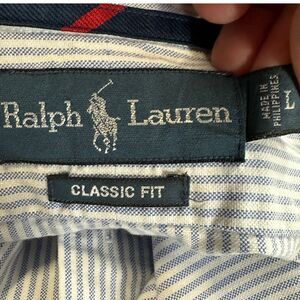 Ralph Lauren
MADE IN
PHILIPPINES
L
CLASSIC FIT